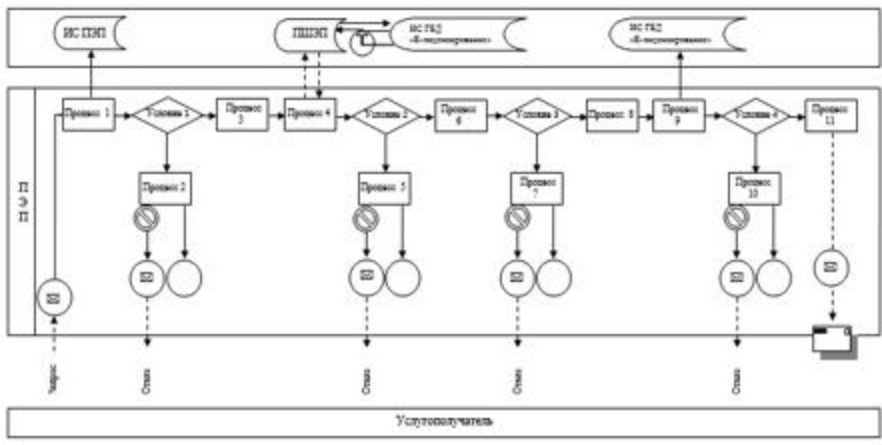 ИС ПЭП
ПШЭП
ИС ГБД
«Е-лицензирование»
ИС ГБД
«Е-лицензирование»
Процесс 1
Условие 1
Процесс
3
Процесс 4
Условие 2
Процесс
6
Условие 3
Процесс 8
Процесс
9
Условие 4
Процесс
11
П
Э
П
Процесс 2
Процесс 5
Процесс
7
Процесс
10
Запрос
Отказ
Отказ
Отказ
Отказ
Услугополучатель